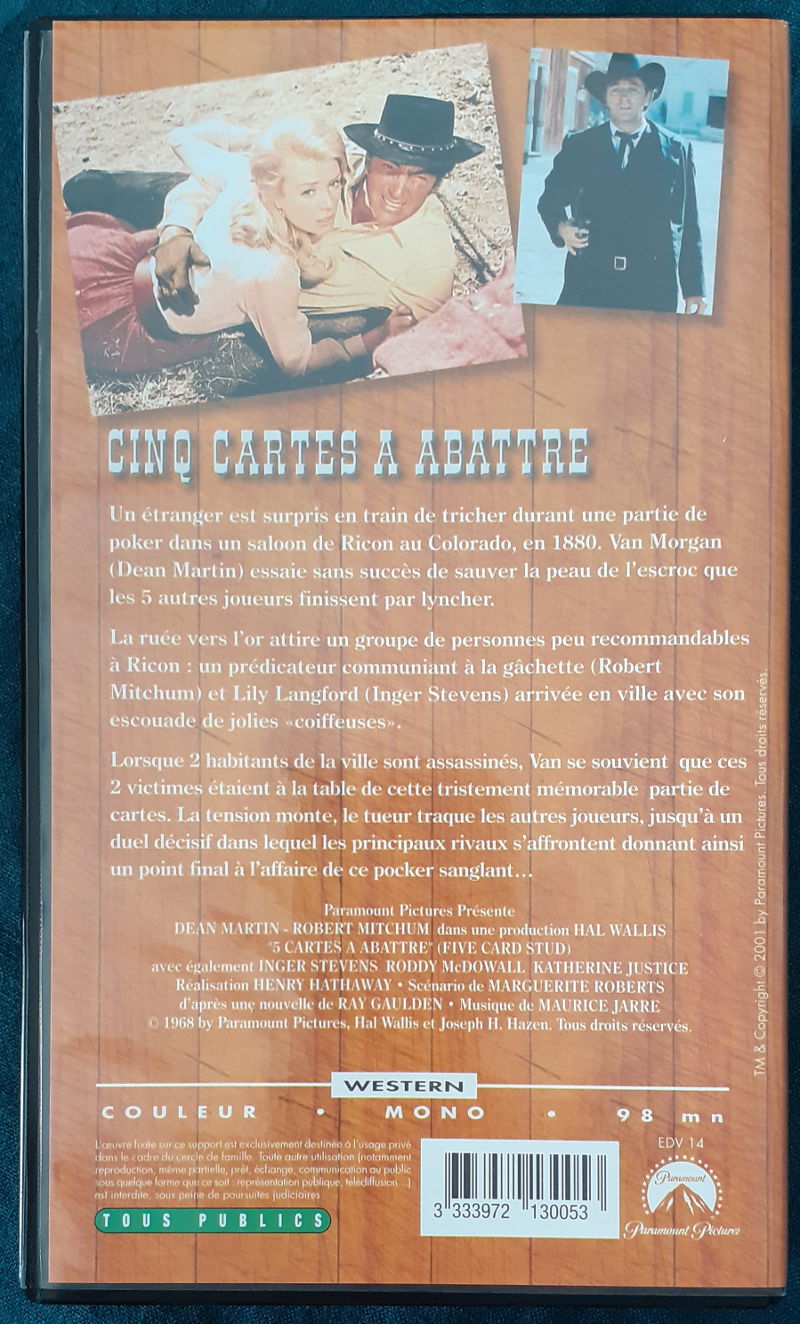 CINQ CARTES A ABATTRE
Un étranger est surpris en train de tricher durant une partie de
poker dans un saloon de Ricon au Colorado, en 1880. Van Morgan
(Dean Martin) essaie sans succès de sauver la peau de l'escroc que
les 5 autres joueurs finissent par lyncher.
La ruée vers l'or attire un groupe de personnes peu recommandables
à Ricon : un prédicateur communiant à la gâchette (Robert
Mitchum) et Lily Langford (Inger Stevens) arrivée en ville avec son
escouade de jolies «coiffeuses».
Lorsque 2 habitants de la ville sont assassinés, Van se souvient que ces
2 victimes étaient à la table de cette tristement mémorable partie de
cartes. La tension monte, le tueur traque les autres joueurs, jusqu'à un
duel décisif dans lequel les principaux rivaux s'affrontent donnant ainsi
un point final à l'affaire de ce pocker sanglant...
Paramount Pictures Présente
DEAN MARTIN - ROBERT MITCHUM dans une production HAL WALLIS
"5 CARTES A ABATTRE" (FIVE CARD STUD)
avec également INGER STEVENS RODDY McDOWALL KATHERINE JUSTICE
Réalisation HENRY HATHAWAY • Scénario de MARGUERITE ROBERTS
d'après une nouvelle de RAY GAULDEN • Musique de MAURICE JARRE
© 1968 by Paramount Pictures, Hal Wallis et Joseph H. Hazen. Tous droits réservés.
TM & Copyright © 2001 by Paramount Pictures. Tous droits réservés.
WESTERN
COULEUR • MONO • 98 mn
L'œuvre fixée sur ce support est exclusivement destinée à l'usage privé
dans le cadre du cercle de famille. Toute autre utilisation (notamment
reproduction, même partielle, prêt, échange, communication au public
sous quelque forme que ce soit : représentation publique, télédiffusion...)
est interdite, sous peine de poursuites judiciaires.
TOUS PUBLICS
3 333972 130053
EDV 14
Paramount
Paramount Pictures